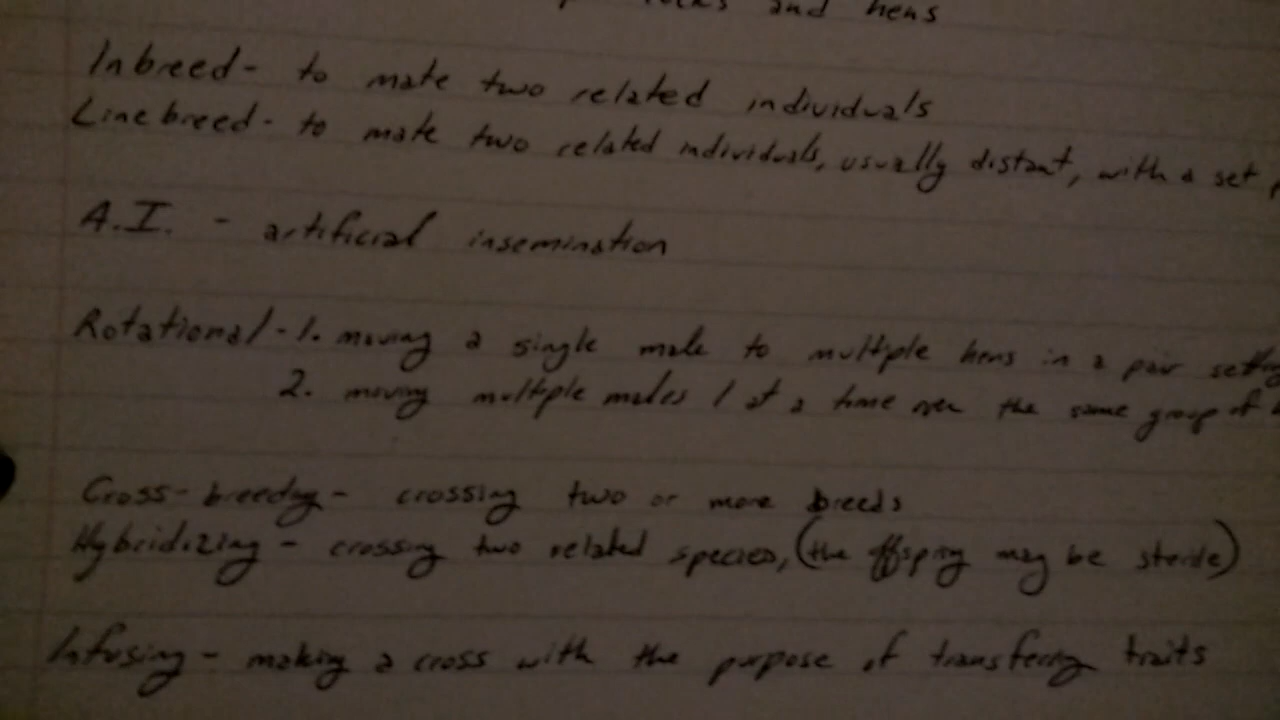 and hens
Inbreed - to mate two related individuals
Linebreed - to mate two related individuals, usually distant, with a set
A.I. - artificial insemination
Rotational - 1. moving a single male to multiple hens in a pair setting
2. moving multiple males 1 at a time over the same group of
Cross-breeding - crossing two or more breeds
Hybridizing - crossing two related species, (the offspring may be sterile)
Infusing - making a cross with the purpose of transferring traits